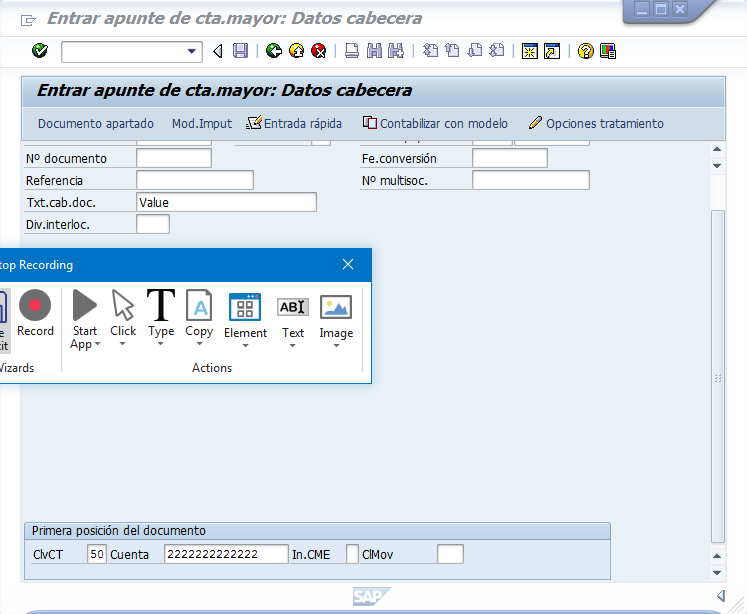 Entrar apunte de cta.mayor: Datos cabecera
Entrar apunte de cta.mayor: Datos cabecera
Documento apartado Mod.Imput Entrada rápida Contabilizar con modelo Opciones tratamiento
Nº documento Fe.conversión
Referencia Nº multisoc.
Txt.cab.doc. Value
Div.interloc.
top Recording
Record Start App Click Type Copy Element Text Image
ABI
Wizards Actions
Primera posición del documento
ClvCT 50 Cuenta 2222222222222 In.CME ClMov
SAP